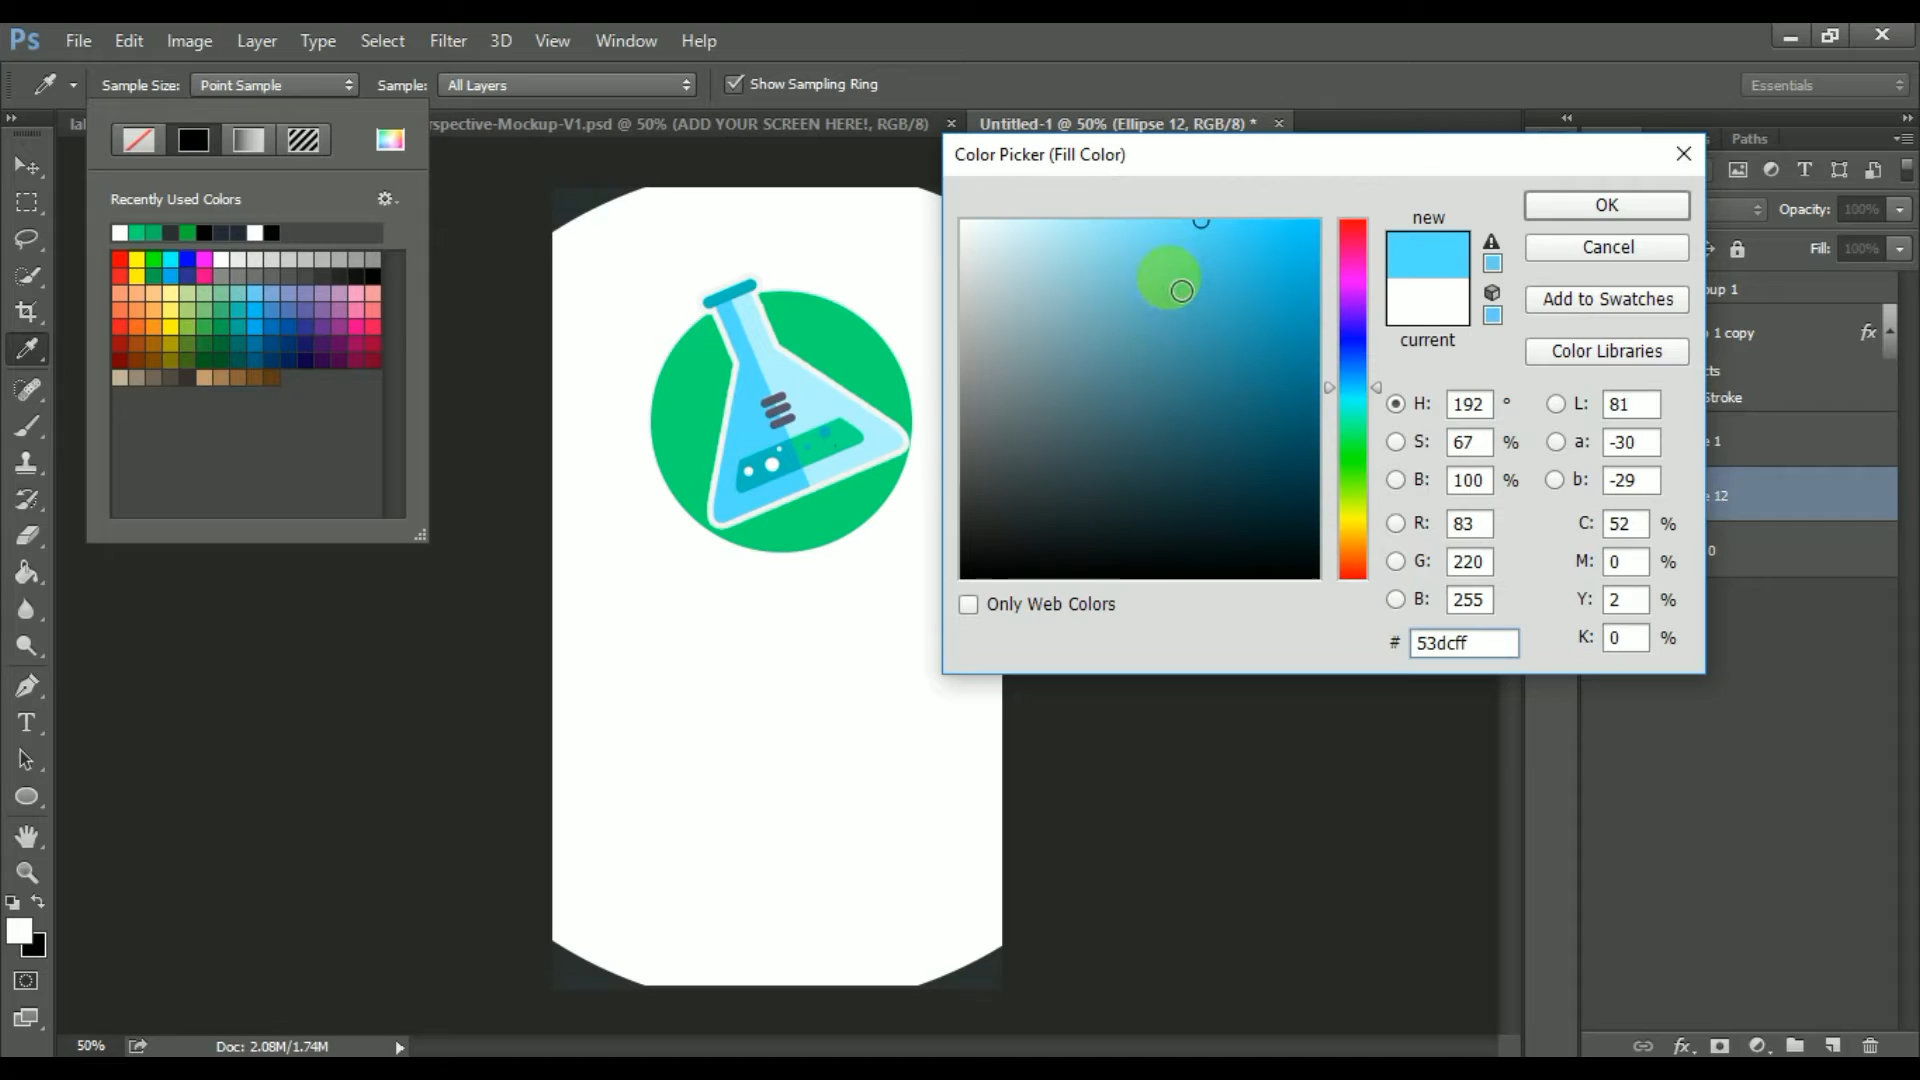 Ps File Edit Image Layer Type Select Filter 3D View Window Help
Sample Size: Point Sample Sample: All Layers Show Sampling Ring Essentials
spective-Mockup-V1.psd @ 50% (ADD YOUR SCREEN HERE!, RGB/8) × Untitled-1 @ 50% (Ellipse 12, RGB/8) * ×
Paths
Color Picker (Fill Color)
Recently Used Colors
new
current
OK
Cancel
Add to Swatches
Color Libraries
Opacity: 100%
Fill: 100%
up 1
1 copy fx
cts
Stroke
1
12
0
H: 192 ° L: 81
S: 67 % a: -30
B: 100 % b: -29
R: 83 C: 52 %
G: 220 M: 0 %
B: 255 Y: 2 %
K: 0 %
# 53dcff
Only Web Colors
50% Doc: 2.08M/1.74M
fx